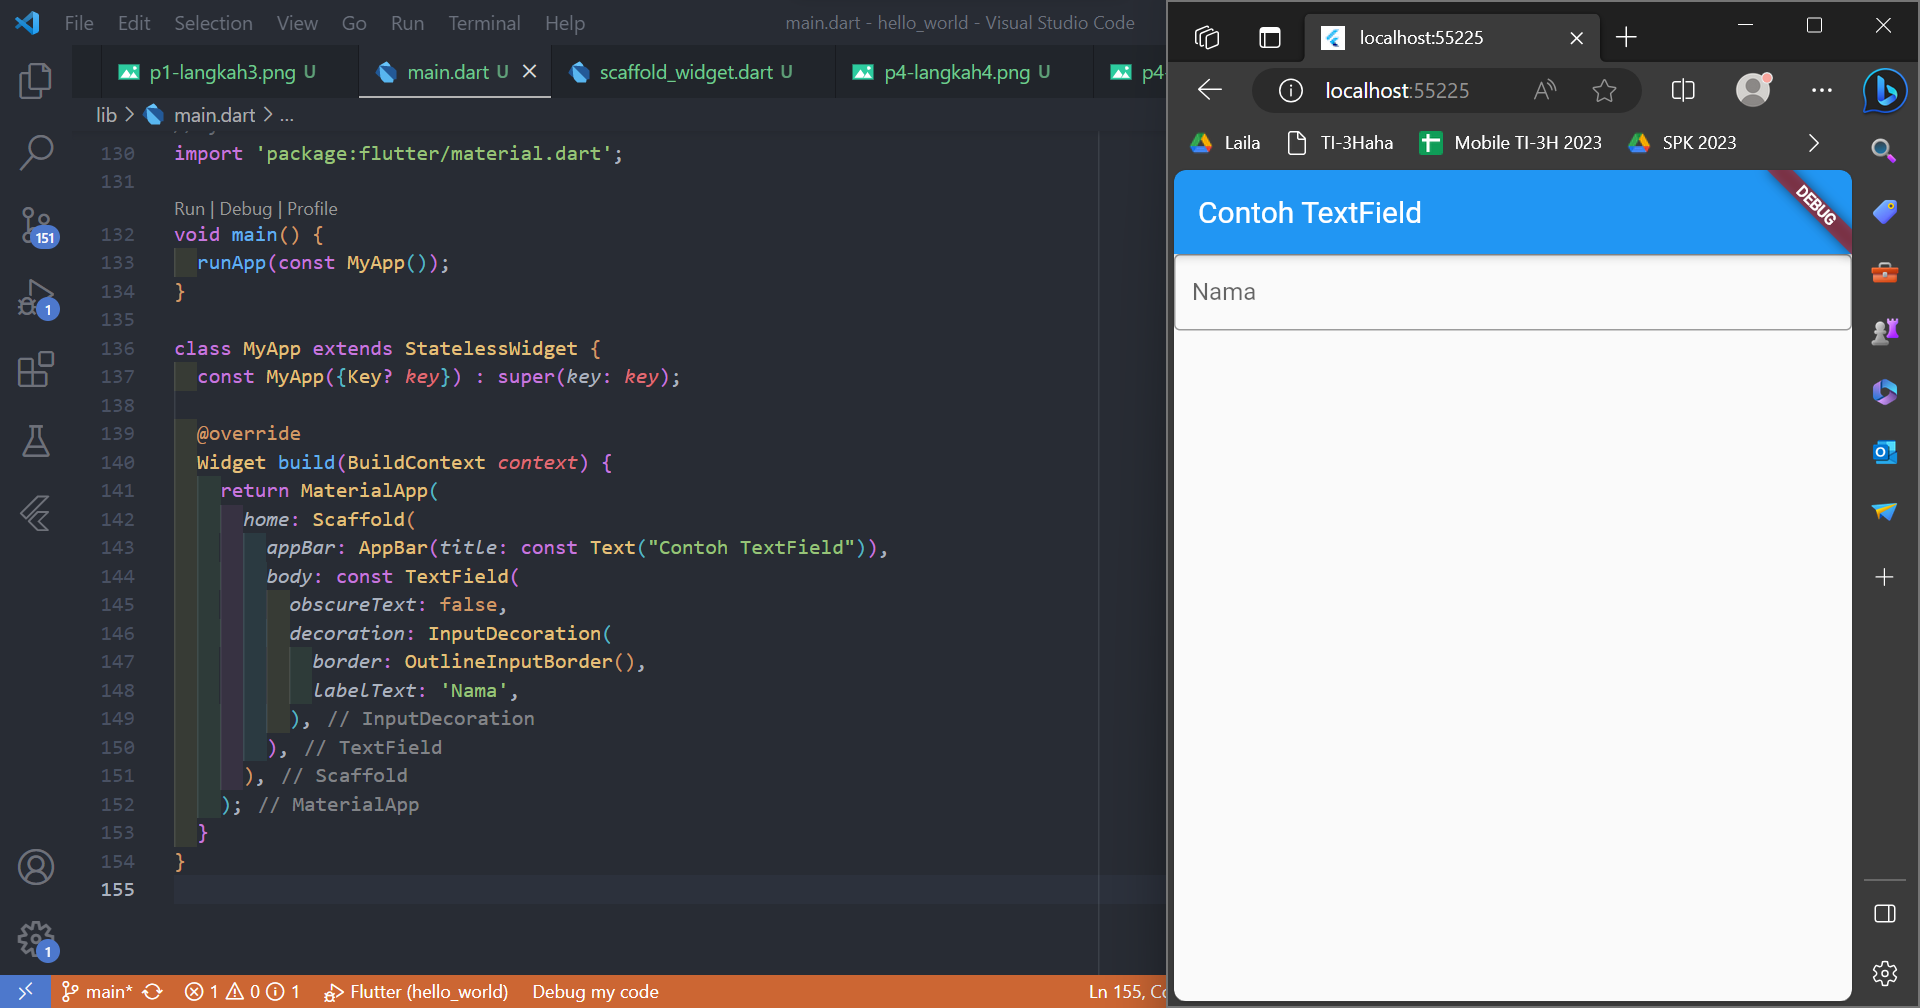 File Edit Selection View Go Run Terminal Help
main.dart - hello_world - Visual Studio Code
p1-langkah3.png U
main.dart U
scaffold_widget.dart U
p4-langkah4.png U
p4-
lib > main.dart > ...
130 import 'package:flutter/material.dart';
131
Run | Debug | Profile
132 void main() {
133 runApp(const MyApp());
134 }
135
136 class MyApp extends StatelessWidget {
137 const MyApp({Key? key}) : super(key: key);
138
139 @override
140 Widget build(BuildContext context) {
141 return MaterialApp(
142 home: Scaffold(
143 appBar: AppBar(title: const Text("Contoh TextField")),
144 body: const TextField(
145 obscureText: false,
146 decoration: InputDecoration(
147 border: OutlineInputBorder(),
148 labelText: 'Nama',
149 ), // InputDecoration
150 ), // TextField
151 ), // Scaffold
152 ); // MaterialApp
153 }
154 }
155
151
1
1
main* 1 0 1 Flutter (hello_world) Debug my code Ln 155, Co
localhost:55225
localhost:55225
Laila TI-3Haha Mobile TI-3H 2023 SPK 2023
Contoh TextField
DEBUG
Nama